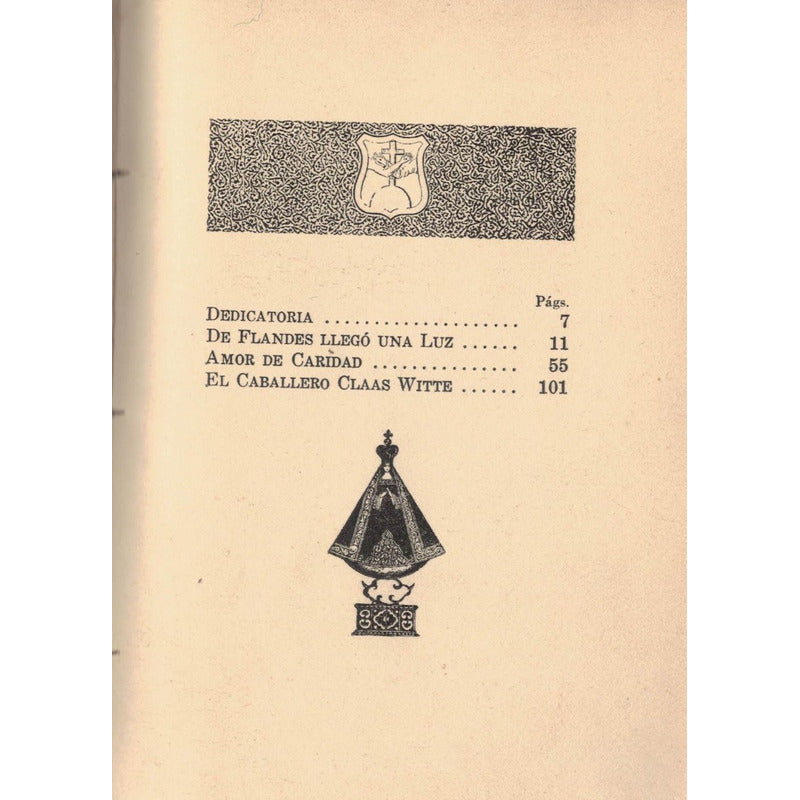 Págs.
DEDICATORIA .................... 7
DE FLANDES LLEGÓ UNA LUZ ...... 11
AMOR DE CARIDAD ............... 55
EL CABALLERO CLAAS WITTE ...... 101